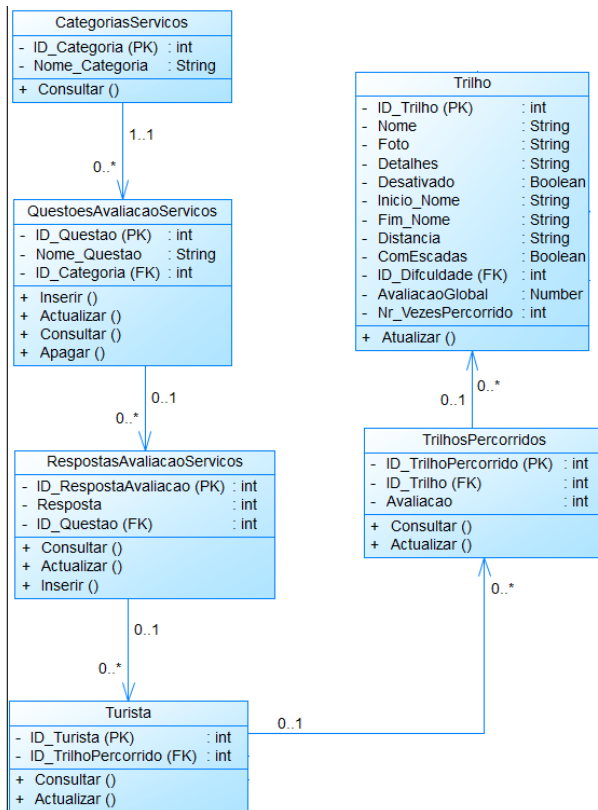 CategoriasServicos
- ID_Categoria (PK) : int
- Nome_Categoria : String
+ Consultar ()
1..1
0..*
QuestoesAvaliacaoServicos
- ID_Questao (PK) : int
- Nome_Questao : String
- ID_Categoria (FK) : int
+ Inserir ()
+ Actualizar ()
+ Consultar ()
+ Apagar ()
0..1
0..*
RespostasAvaliacaoServicos
- ID_RespostaAvaliacao (PK) : int
- Resposta : int
- ID_Questao (FK) : int
+ Consultar ()
+ Actualizar ()
+ Inserir ()
0..1
0..*
Turista
- ID_Turista (PK) : int
- ID_TrilhoPercorrido (FK) : int
+ Consultar ()
+ Actualizar ()
0..1
0..*
TrilhosPercorridos
- ID_TrilhoPercorrido (PK) : int
- ID_Trilho (FK) : int
- Avaliacao : int
+ Consultar ()
+ Actualizar ()
0..1
0..*
Trilho
- ID_Trilho (PK) : int
- Nome : String
- Foto : String
- Detalhes : String
- Desativado : Boolean
- Inicio_Nome : String
- Fim_Nome : String
- Distancia : String
- ComEscadas : Boolean
- ID_Difculdade (FK) : int
- AvaliacaoGlobal : Number
- Nr_VezesPercorrido : int
+ Atualizar ()